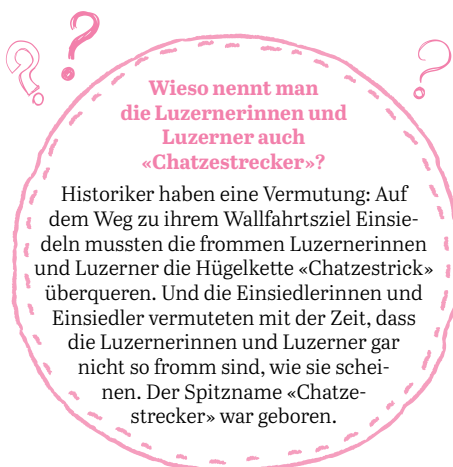 Wieso nennt man
die Luzernerinnen und
Luzerner auch
«Chatzestrecker»?
Historiker haben eine Vermutung: Auf
dem Weg zu ihrem Wallfahrtsziel Einsie-
deln mussten die frommen Luzernerinnen
und Luzerner die Hügelkette «Chatzestrick»
überqueren. Und die Einsiedlerinnen und
Einsiedler vermuteten mit der Zeit, dass
die Luzernerinnen und Luzerner gar
nicht so fromm sind, wie sie schei-
nen. Der Spitzname «Chatze-
strecker» war geboren.